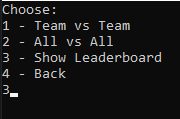 Choose:
1 - Team vs Team
2 - All vs All
3 - Show Leaderboard
4 - Back
3